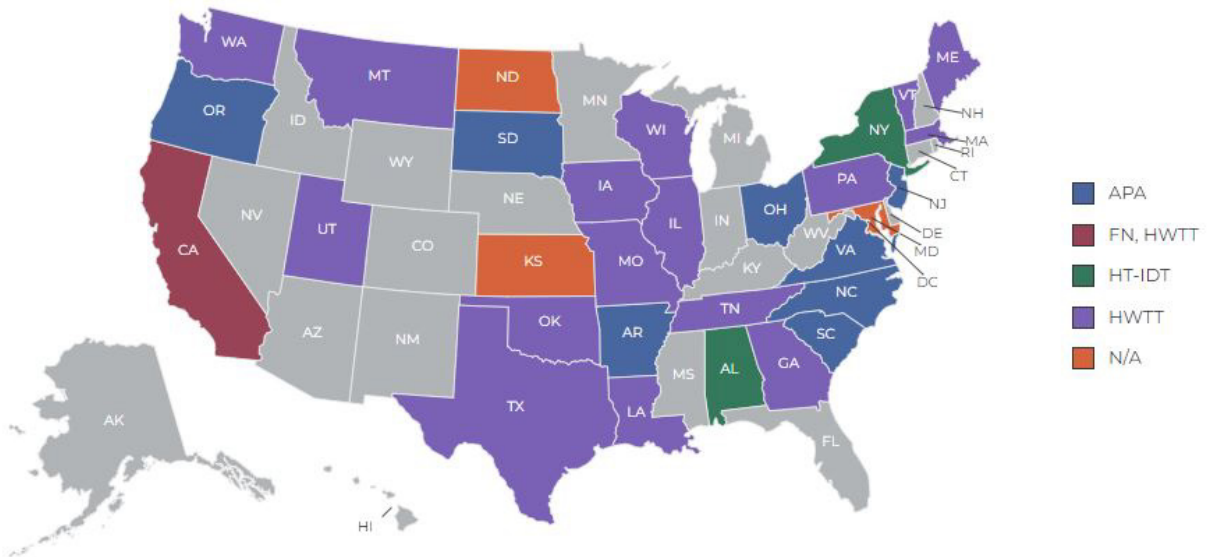 WA
MT
ND
MN
ME
VT
NH
OR
ID
SD
WI
MI
NY
MA
RI
CT
WY
IA
PA
NJ
NE
NV
UT
CO
IL
IN
OH
DE
MD
DC
WV
VA
CA
KS
MO
KY
NC
TN
AZ
NM
OK
AR
SC
MS
AL
GA
TX
LA
FL
AK
HI
APA
FN, HWTT
HT-IDT
HWTT
N/A